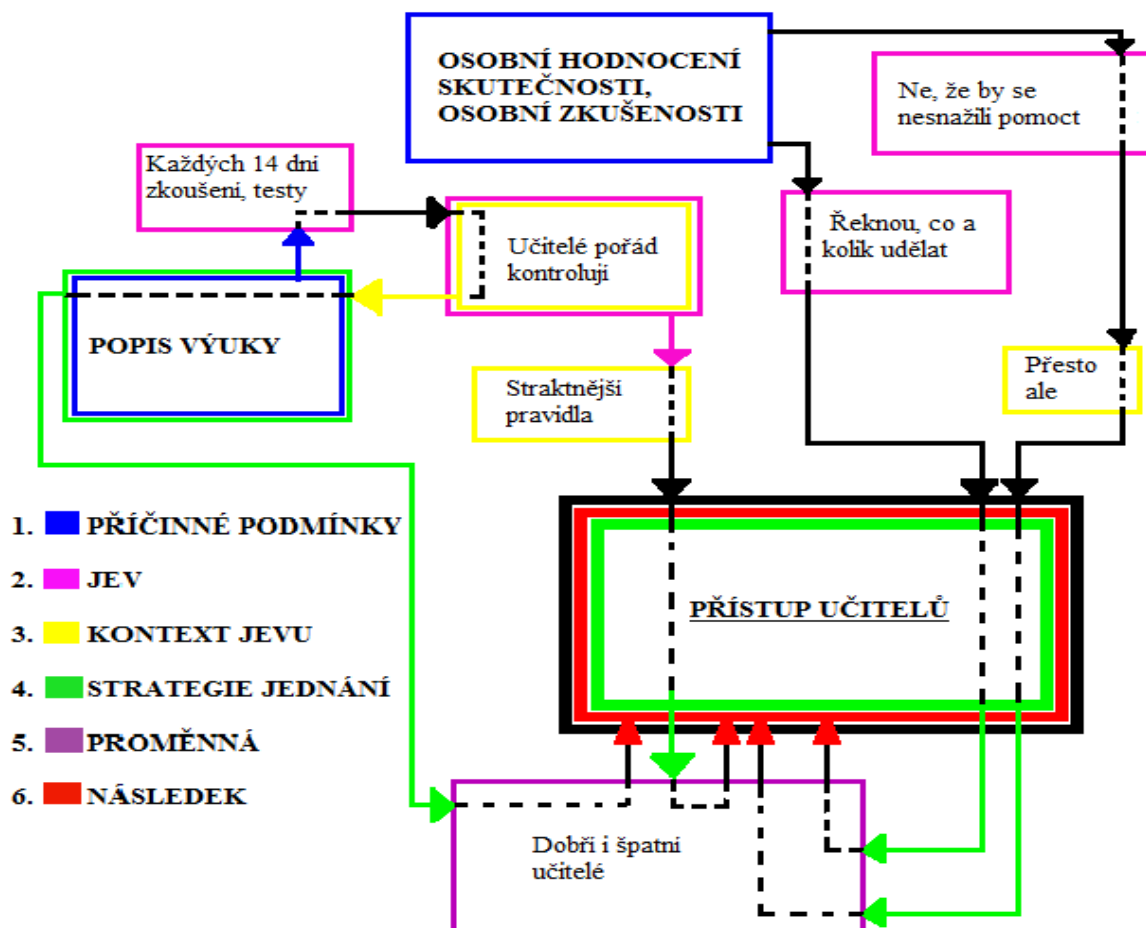 OSOBNÍ HODNOCENÍ
SKUTEČNOSTI,
OSOBNÍ ZKUŠENOSTI
Ne, že by se
nesnažili pomoct
Každých 14 dní
zkoušení, testy
Učitelé pořád
kontrolují
Řeknou, co a
kolik udělat
POPIS VÝUKY
Straktnější
pravidla
Přesto
ale
1. PŘÍČINNÉ PODMÍNKY
2. JEV
3. KONTEXT JEVU
4. STRATEGIE JEDNÁNÍ
5. PROMĚNNÁ
6. NÁSLEDEK
PŘÍSTUP UČITELŮ
Dobří i špatní
učitelé